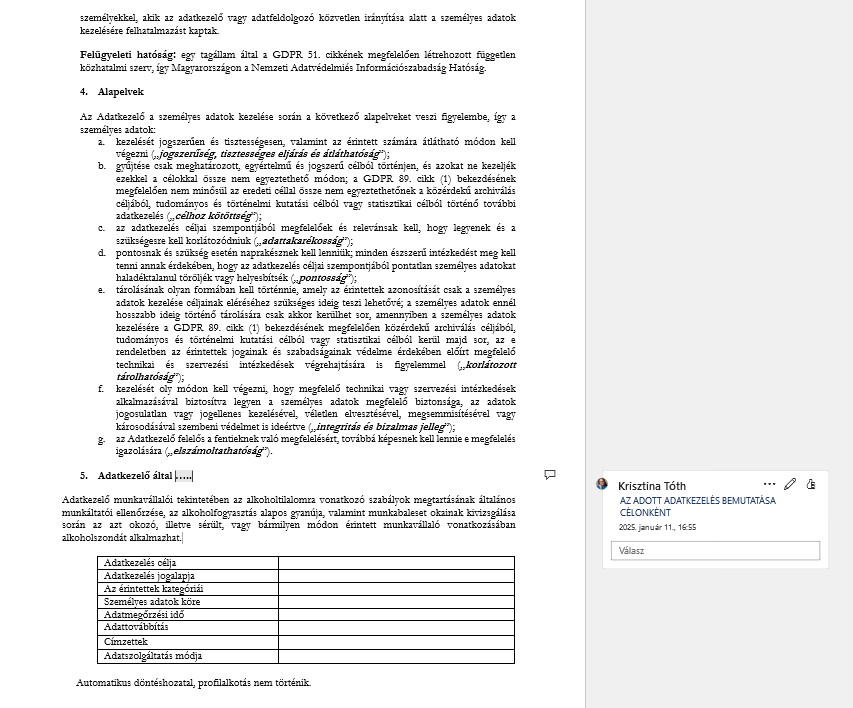 személyekkel, akik az adatkezelő vagy adatfeldolgozó közvetlen irányítása alatt a személyes adatok
kezelésére felhatalmazást kaptak.
Felügyeleti hatóság: egy tagállam által a GDPR 51. cikkének megfelelően létrehozott független
közhatalmi szerv, így Magyarországon a Nemzeti Adatvédelmiés Információszabadság Hatóság.
4. Alapelvek
Az Adatkezelő a személyes adatok kezelése során a következő alapelveket veszi figyelembe, így a
személyes adatok:
a. kezelését jogszerűen és tisztességesen, valamint az érintett számára átlátható módon kell
végezni („jogszerűség, tisztességes eljárás és átláthatóság”);
b. gyűjtése csak meghatározott, egyértelmű és jogszerű célból történjen, és azokat ne kezeljék
ezekkel a célokkal össze nem egyeztethető módon; a GDPR 89. cikk (1) bekezdésének
megfelelően nem minősül az eredeti céllal össze nem egyeztethetőnek a közérdekű archiválás
céljából, tudományos és történelmi kutatási célból vagy statisztikai célból történő további
adatkezelés („célhoz kötöttség”);
c. az adatkezelés céljai szempontjából megfelelőek és relevánsak kell, hogy legyenek és a
szükségesre kell korlátozódniuk („adattakarékosság”);
d. pontosnak és szükség esetén naprakésznek kell lenniük; minden észszerű intézkedést meg kell
tenni annak érdekében, hogy az adatkezelés céljai szempontjából pontatlan személyes adatokat
haladéktalanul töröljék vagy helyesbítsék („pontosság”);
e. tárolásának olyan formában kell történnie, amely az érintettek azonosítását csak a személyes
adatok kezelése céljainak eléréséhez szükséges ideig teszi lehetővé; a személyes adatok ennél
hosszabb ideig történő tárolására csak akkor kerülhet sor, amennyiben a személyes adatok
kezelésére a GDPR 89. cikk (1) bekezdésének megfelelően közérdekű archiválás céljából,
tudományos és történelmi kutatási célból vagy statisztikai célból kerül majd sor, az e
rendeletben az érintettek jogainak és szabadságainak védelme érdekében előírt megfelelő
technikai és szervezési intézkedések végrehajtására is figyelemmel („korlátozott
tárolhatóság”);
f. kezelését oly módon kell végezni, hogy megfelelő technikai vagy szervezési intézkedések
alkalmazásával biztosítva legyen a személyes adatok megfelelő biztonsága, az adatok
jogosulatlan vagy jogellenes kezelésével, véletlen elvesztésével, megsemmisítésével vagy
károsodásával szembeni védelmet is ideértve („integritás és bizalmas jelleg”);
g. az Adatkezelő felelős a fentieknek való megfelelésért, továbbá képesnek kell lennie e megfelelés
igazolására („elszámoltathatóság”).
5. Adatkezelő által .....
Adatkezelő munkavállalói tekintetében az alkoholtilalomra vonatkozó szabályok megtartásának általános
munkáltatói ellenőrzése, az alkoholfogyasztás alapos gyanúja, valamint munkabaleset okainak kivizsgálása
során az azt okozó, illetve sérült, vagy bármilyen módon érintett munkavállaló vonatkozásában
alkoholszondát alkalmazhat.
Adatkezelés célja
Adatkezelés jogalapja
Az érintettek kategóriái
Személyes adatok köre
Adatmegőrzési idő
Adattovábbítás
Címzettek
Adatszolgáltatás módja
Automatikus döntéshozatal, profilalkotás nem történik.
Krisztina Tóth
AZ ADOTT ADATKEZELÉS BEMUTATÁSA
CÉLONKÉNT
2025. január 11., 16:55
Válasz